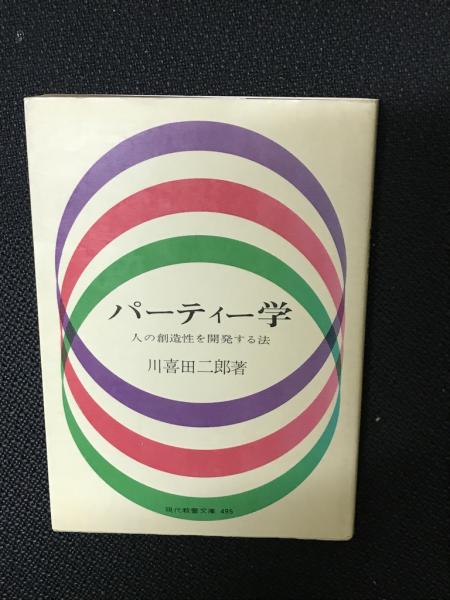 パーティー学
人の創造性を開発する法
川喜田二郎著
現代教養文庫 495